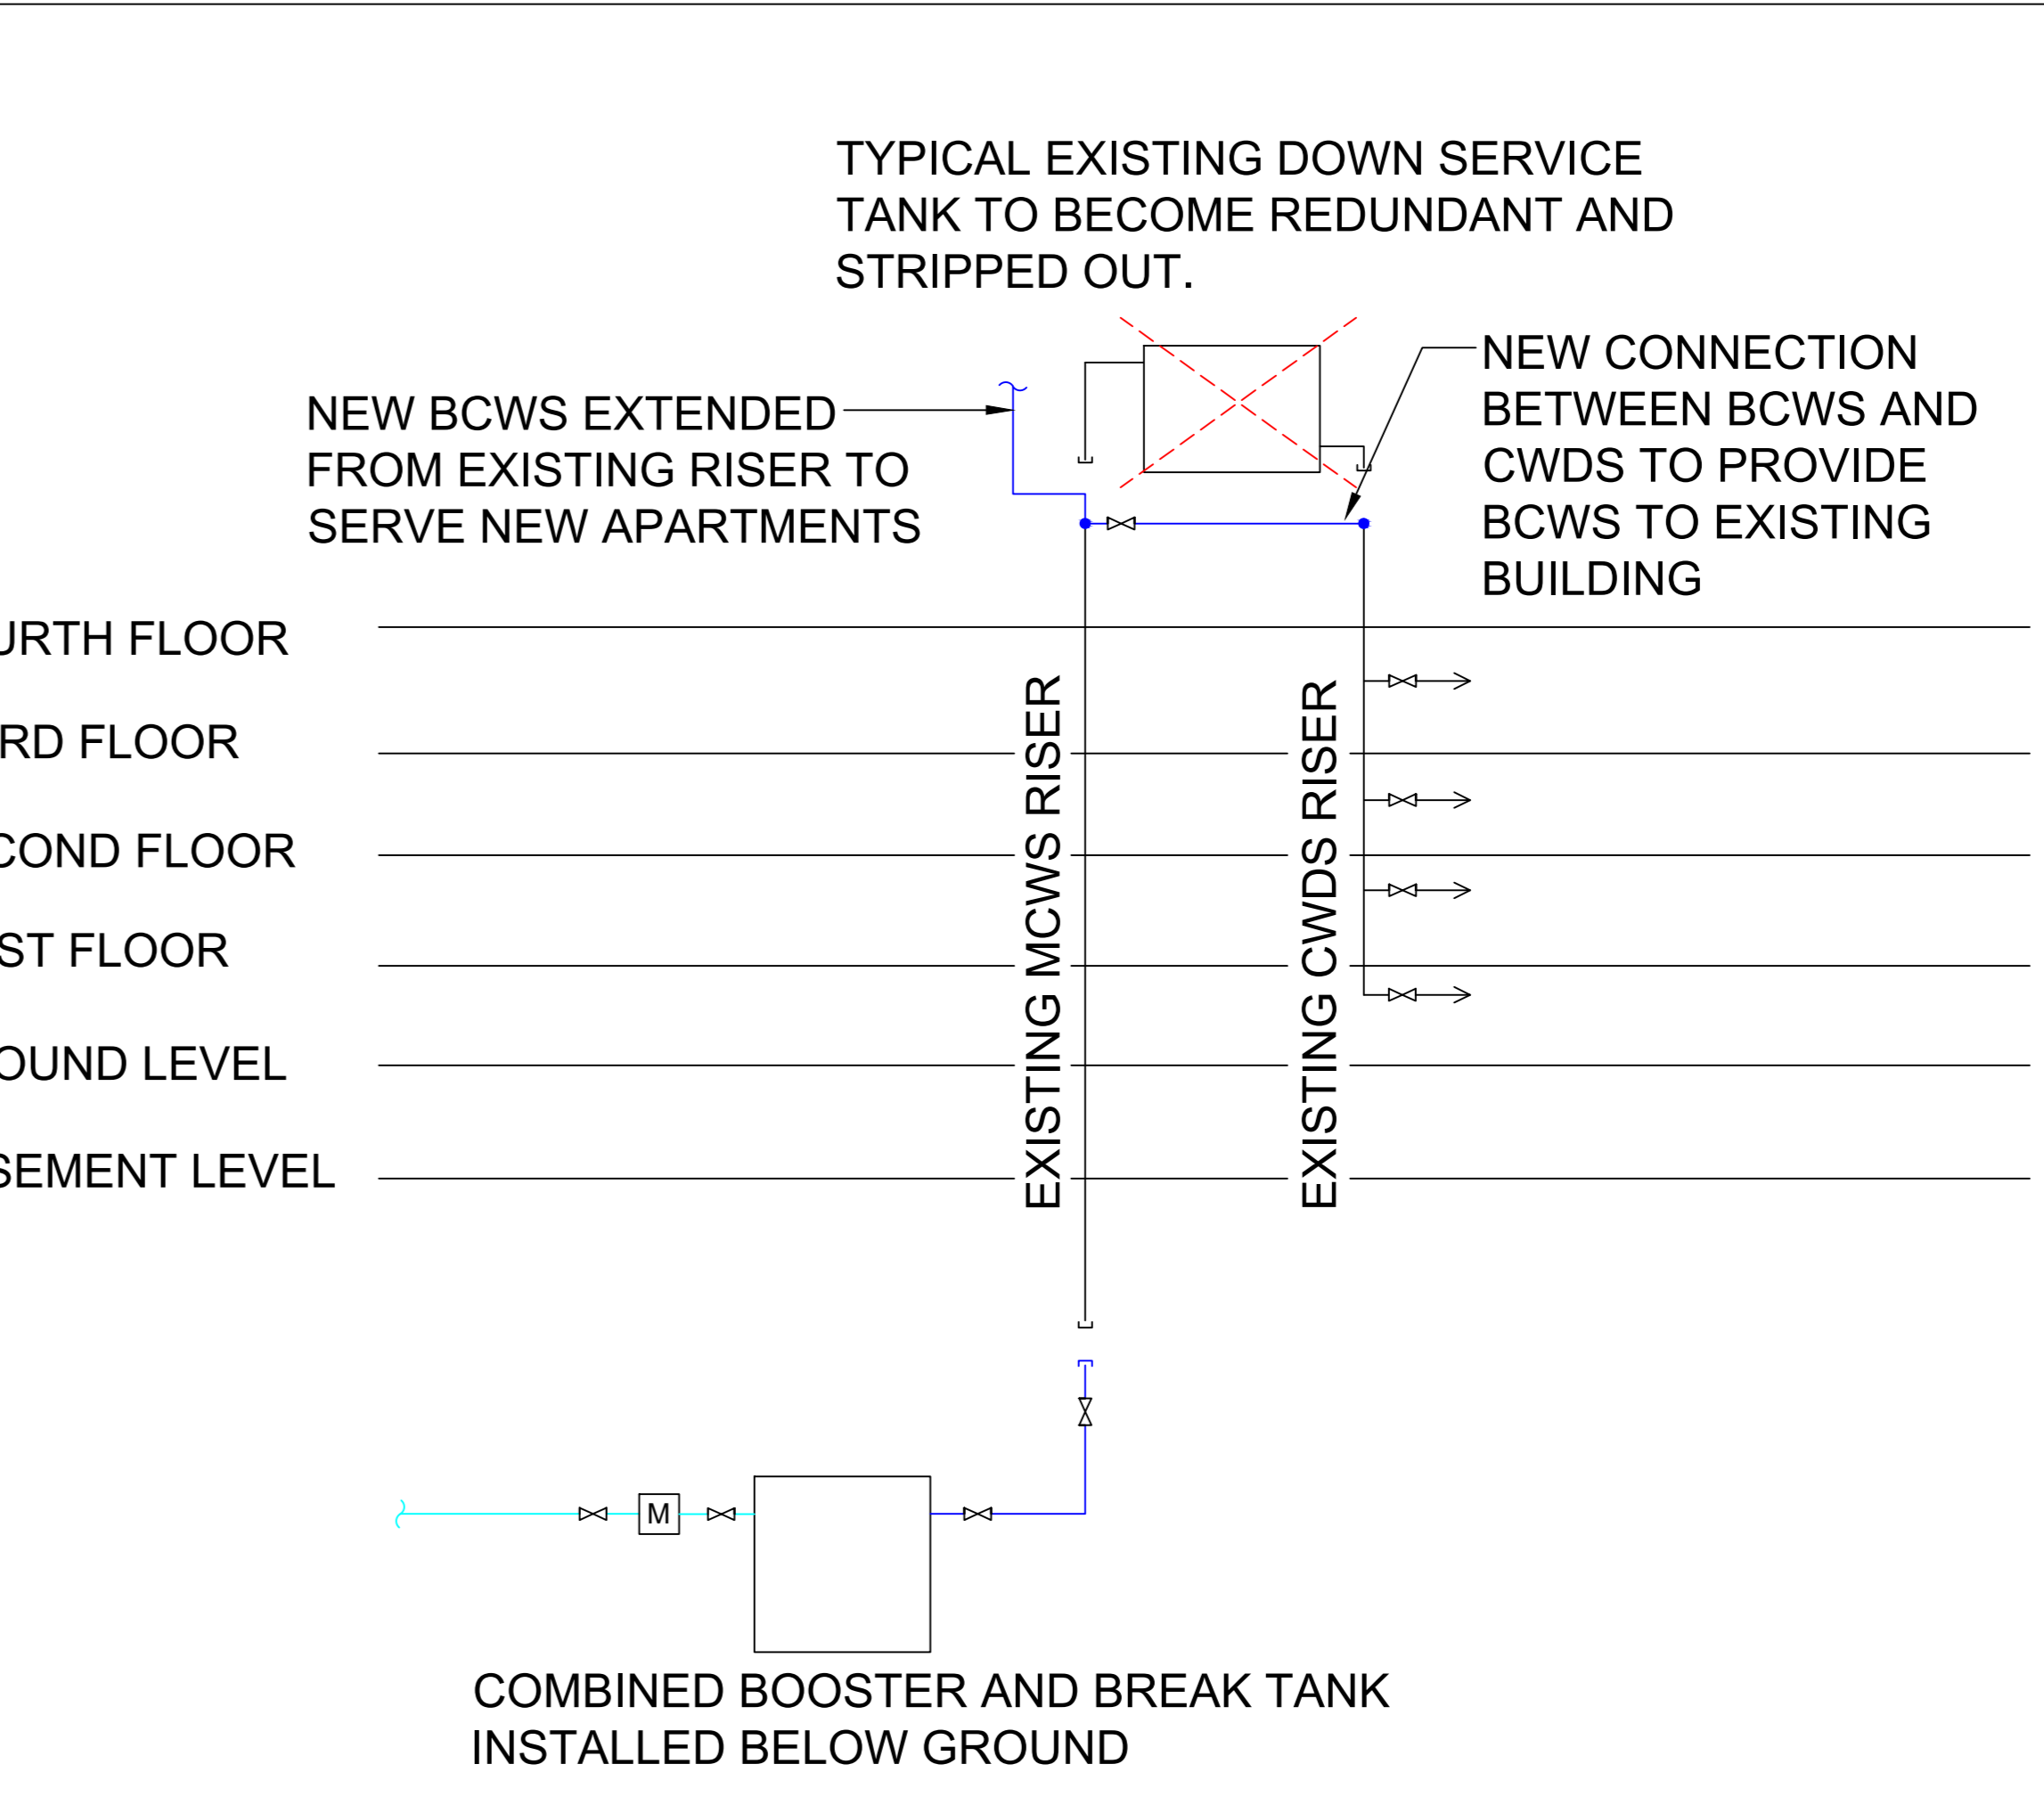 TYPICAL EXISTING DOWN SERVICE
TANK TO BECOME REDUNDANT AND
STRIPPED OUT.
NEW CONNECTION
BETWEEN BCWS AND
CWDS TO PROVIDE
BCWS TO EXISTING
BUILDING
NEW BCWS EXTENDED
FROM EXISTING RISER TO
SERVE NEW APARTMENTS
URTH FLOOR
RD FLOOR
COND FLOOR
ST FLOOR
OUND LEVEL
SEMENT LEVEL
EXISTING MCWS RISER
EXISTING CWDS RISER
M
COMBINED BOOSTER AND BREAK TANK
INSTALLED BELOW GROUND